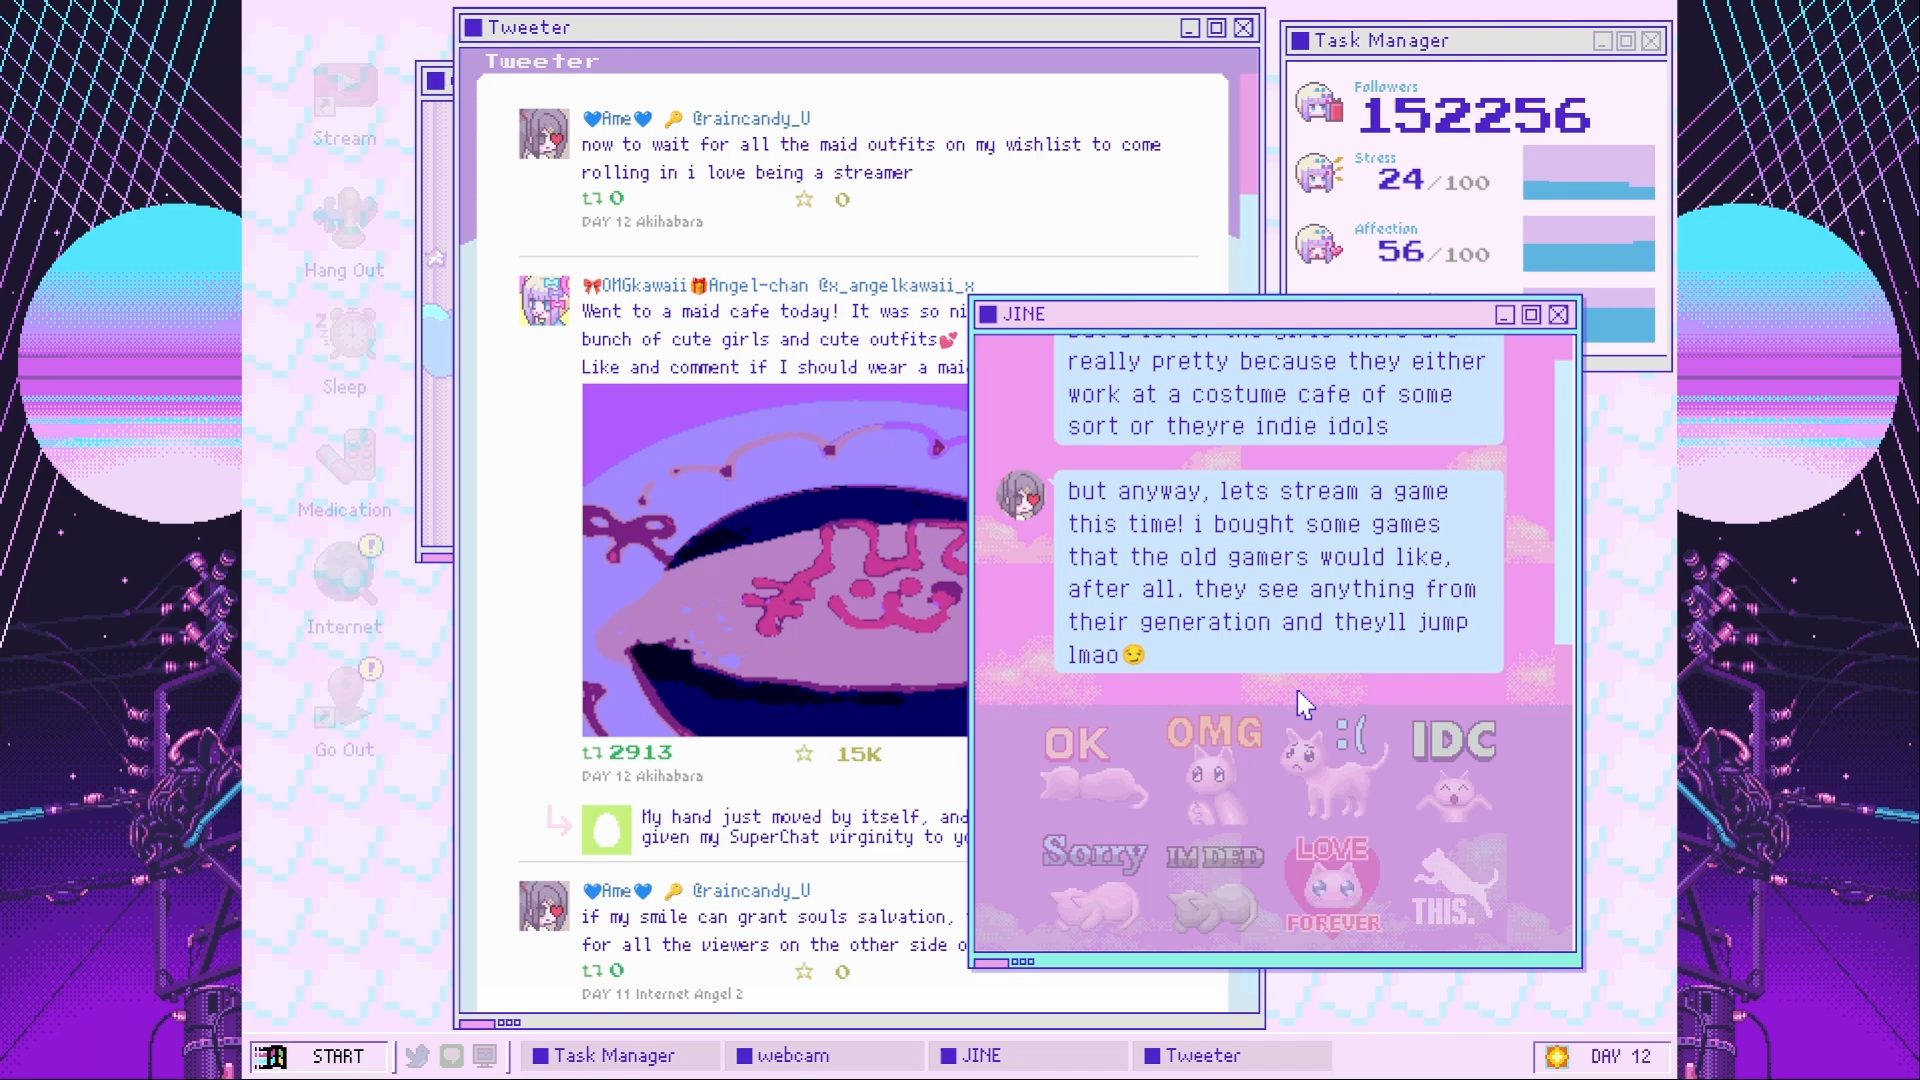 Tweeter
Tweeter
💙Ame💙 🔑 @raincandy_U
now to wait for all the maid outfits on my wishlist to come
rolling in i love being a streamer
0
0
DAY 12 Akihabara
🎀OMGkawaii🎁Angel-chan @x_angelkawaii_x
Went to a maid cafe today! It was so ni
bunch of cute girls and cute outfits💕
Like and comment if I should wear a mai
2913
15K
DAY 12 Akihabara
My hand just moved by itself, and
given my SuperChat virginity to yo
💙Ame💙 🔑 @raincandy_U
if my smile can grant souls salvation,
for all the viewers on the other side o
0
0
DAY 11 Internet Angel 2
Task Manager
Followers
152256
Stress
24/100
Affection
56/100
JINE
really pretty because they either
work at a costume cafe of some
sort or theyre indie idols
but anyway, lets stream a game
this time! i bought some games
that the old gamers would like,
after all. they see anything from
their generation and theyll jump
lmao😏
OK
OMG
:(
IDC
Sorry
IM DED
LOVE
FOREVER
THIS.
Stream
Hang Out
Sleep
Medication
Internet
Go Out
START
Task Manager
webcam
JINE
Tweeter
DAY 12